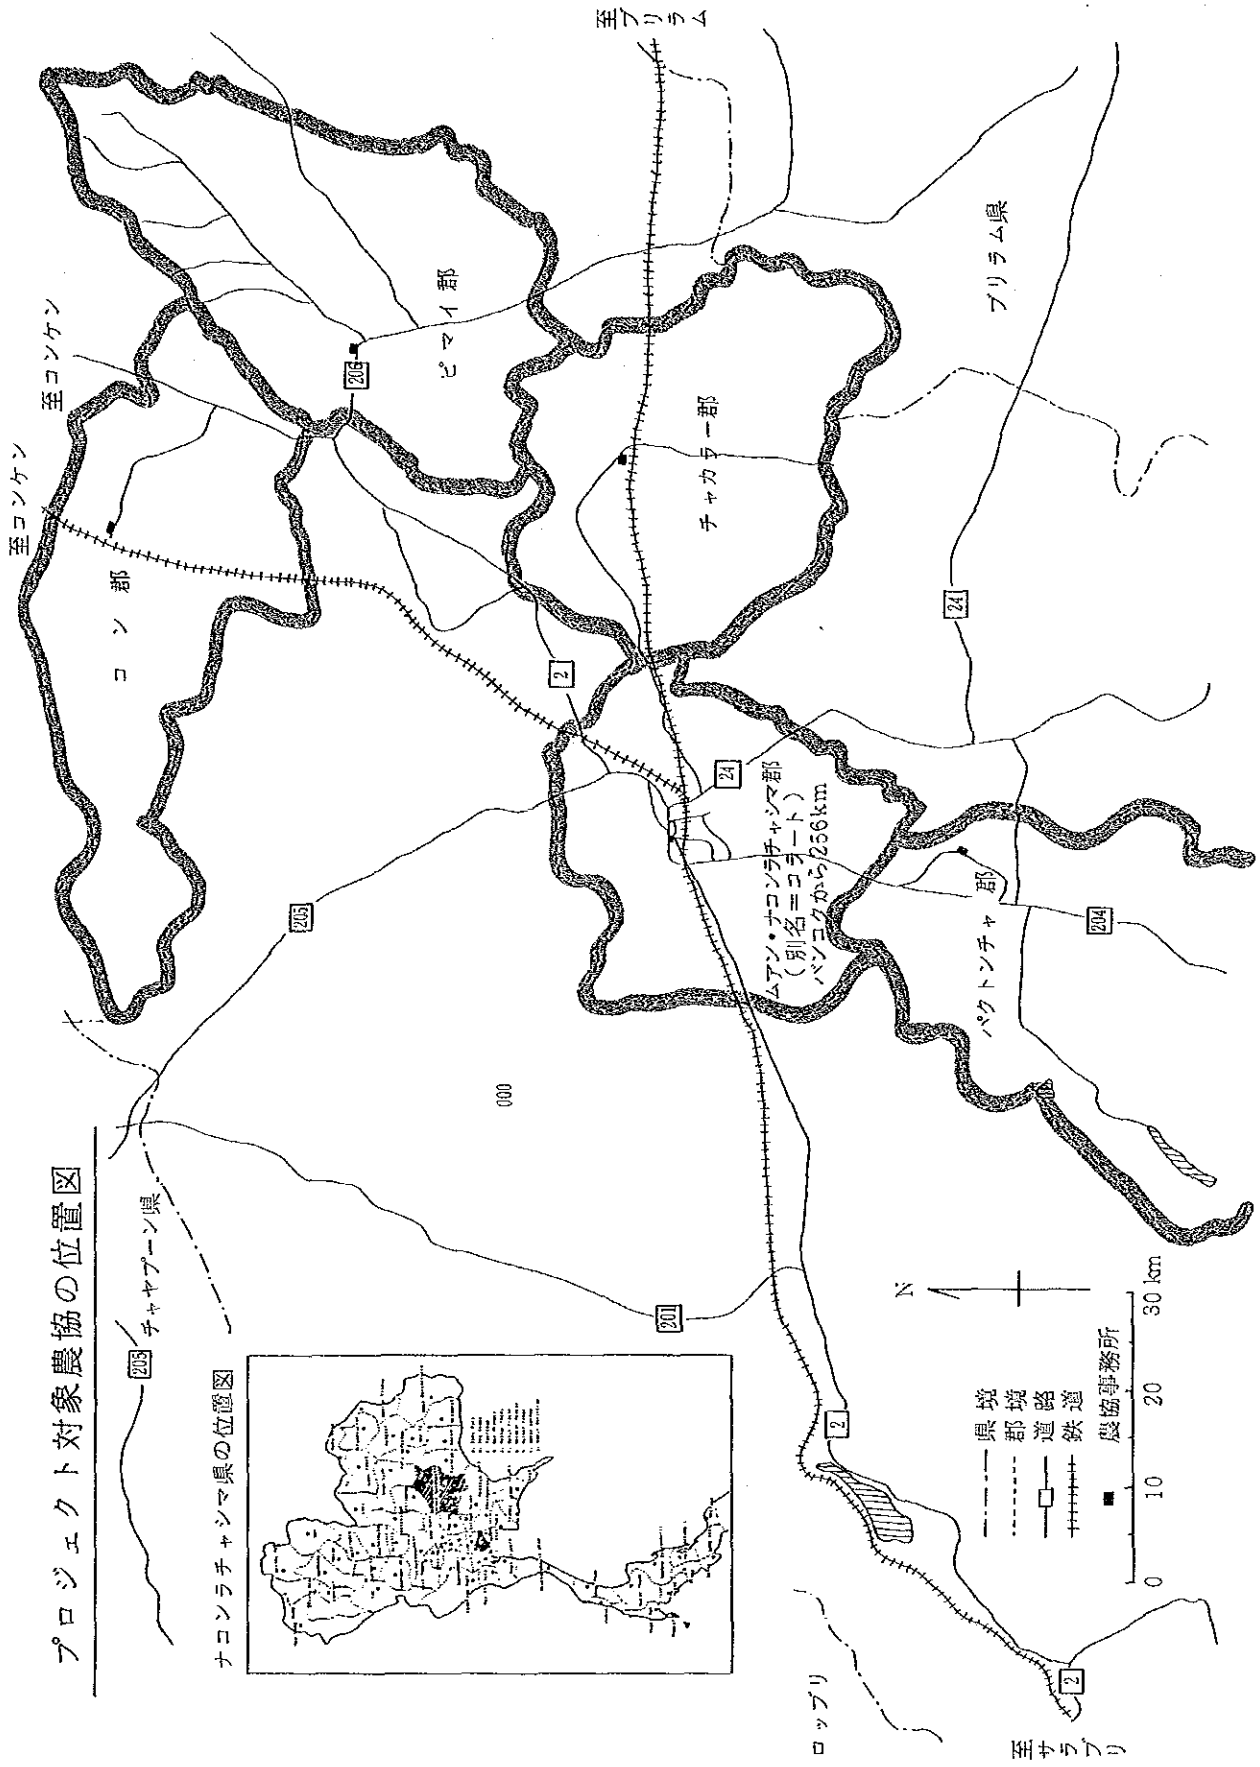 プロジェクト対象農協の位置図
205
チャヤプーン県
ナコンラチャシマ県の位置図
至コンケン
至コンケン
コン郡
205
206
ピマイ郡
至ブリラム
2
チャカラー郡
ブリラム県
24
24
ムアン・ナコンラチャシマ郡
(別名=コラート)
バンコクから256km
パクトンチャ郡
204
000
201
2
2
ロッブリ
至サラブリ
N
県境
郡境
道路
鉄道
農協事務所
0 10 20 30km